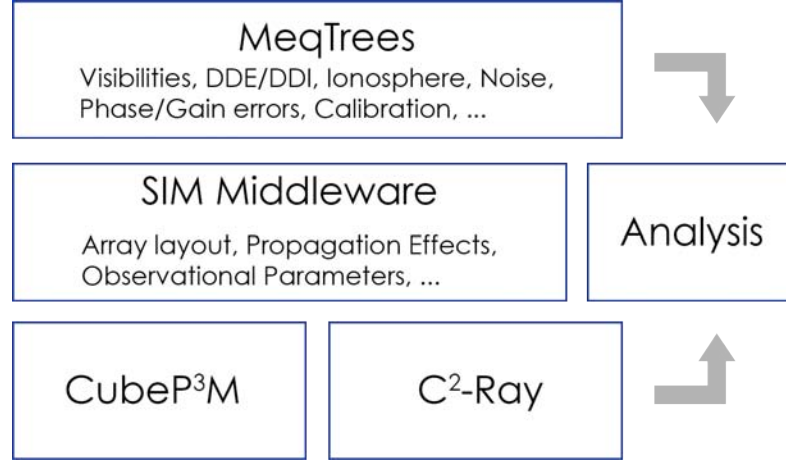 MeqTrees
Visibilities, DDE/DDI, Ionosphere, Noise,
Phase/Gain errors, Calibration, ...
SIM Middleware
Array layout, Propagation Effects,
Observational Parameters, ...
Analysis
CubeP³M
C²-Ray